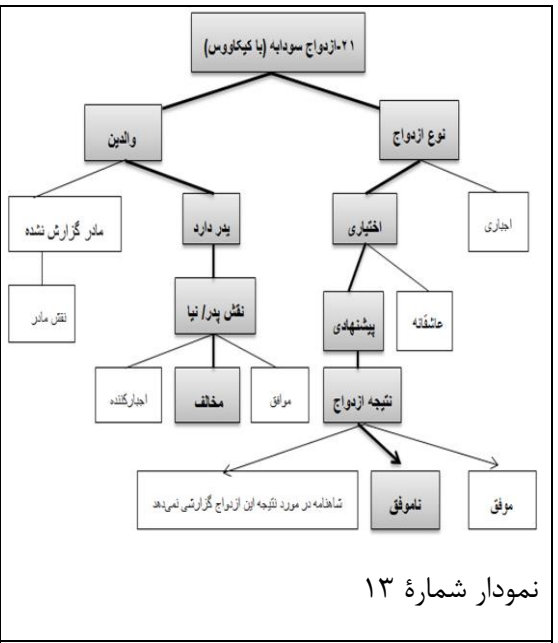 ۲۱-ازدواج سودابه (با کیکاووس)
نوع ازدواج
والدین
اجباری
اختیاری
پدر دارد
مادر گزارش نشده
عاشقانه
پیشنهادی
نقش پدر/ نیا
نقش مادر
نتیجه ازدواج
موافق
مخالف
اجبارکننده
موفق
ناموفق
شاهنامه در مورد نتیجه این ازدواج گزارشی نمی‌دهد
نمودار شمارهٔ ۱۳